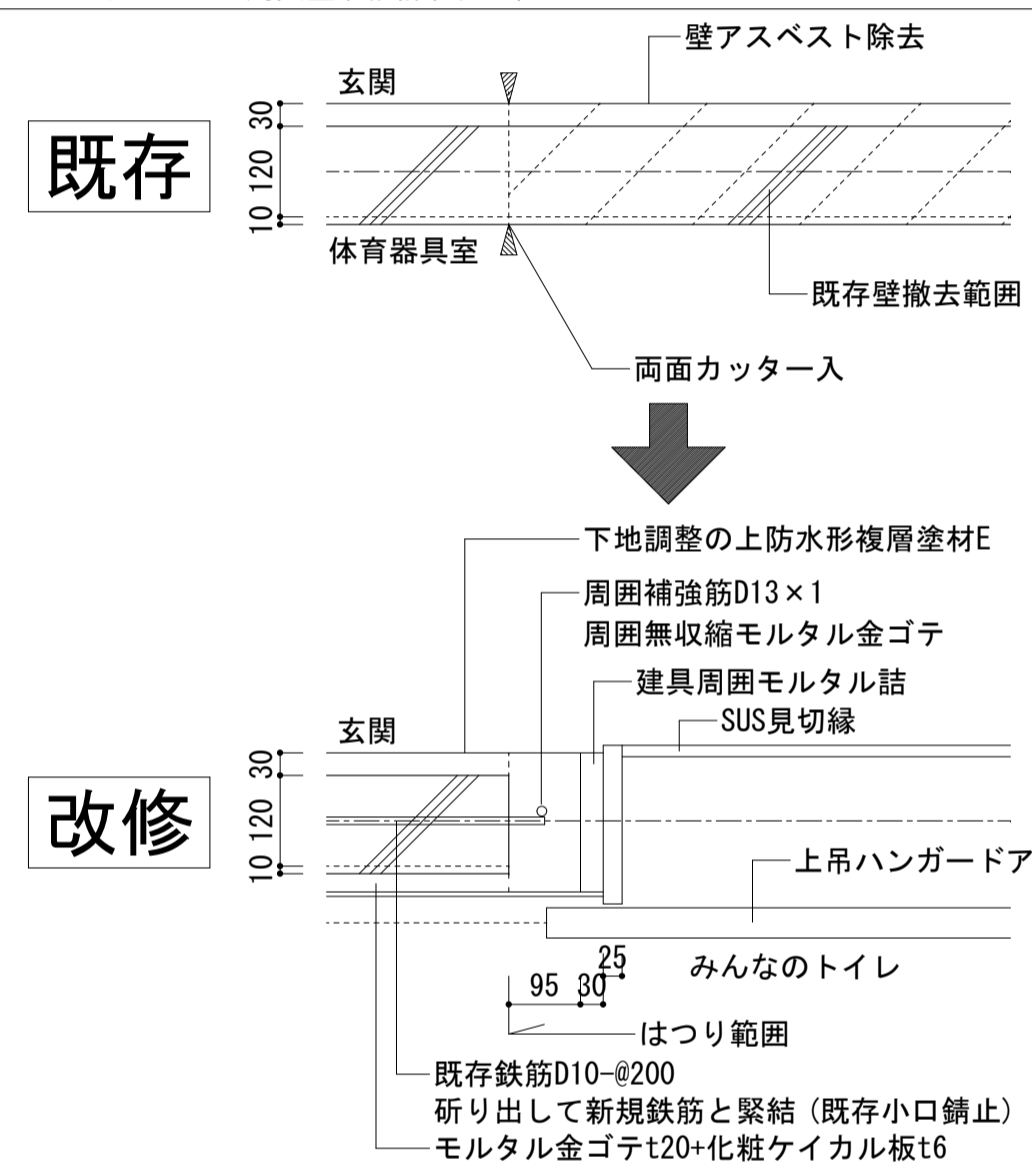 壁アスベスト除去
玄関
30
120
10
既存
体育器具室
既存壁撤去範囲
両面カッター入
下地調整の上防水形複層塗材E
周囲補強筋D13×1
周囲無収縮モルタル金ゴテ
建具周囲モルタル詰
SUS見切縁
玄関
30
120
10
改修
上吊ハンガードア
みんなのトイレ
25
95
30
はつり範囲
既存鉄筋D10-@200
斫り出して新規鉄筋と緊結(既存小口錆止)
モルタル金ゴテt20+化粧ケイカル板t6